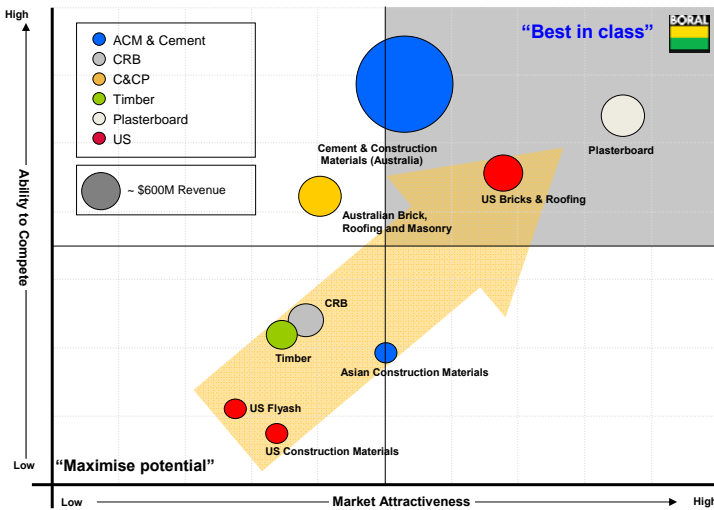 High
ACM & Cement
CRB
C&CP
Timber
Plasterboard
US
~ $600M Revenue
“Best in class”
BORAL
Cement & Construction
Materials (Australia)
Plasterboard
US Bricks & Roofing
Australian Brick,
Roofing and Masonry
Ability to Compete
CRB
Timber
Asian Construction Materials
US Flyash
US Construction Materials
“Maximise potential”
Low
Low
Market Attractiveness
High